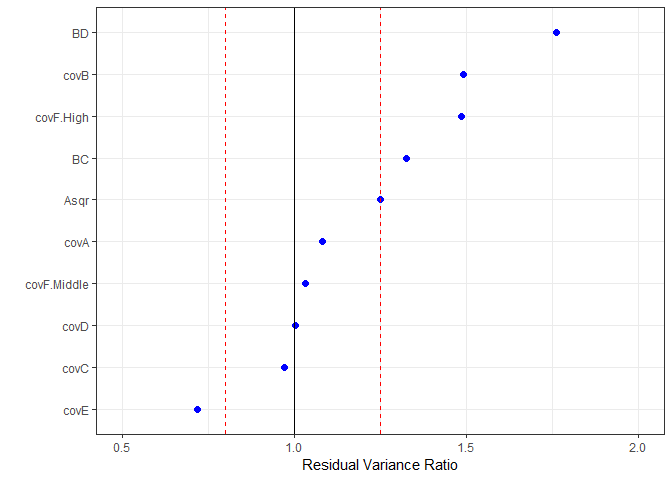 BD
covB
covF.High
BC
Asqr
covA
covF.Middle
covD
covC
covE
0.5 1.0 1.5 2.0
Residual Variance Ratio